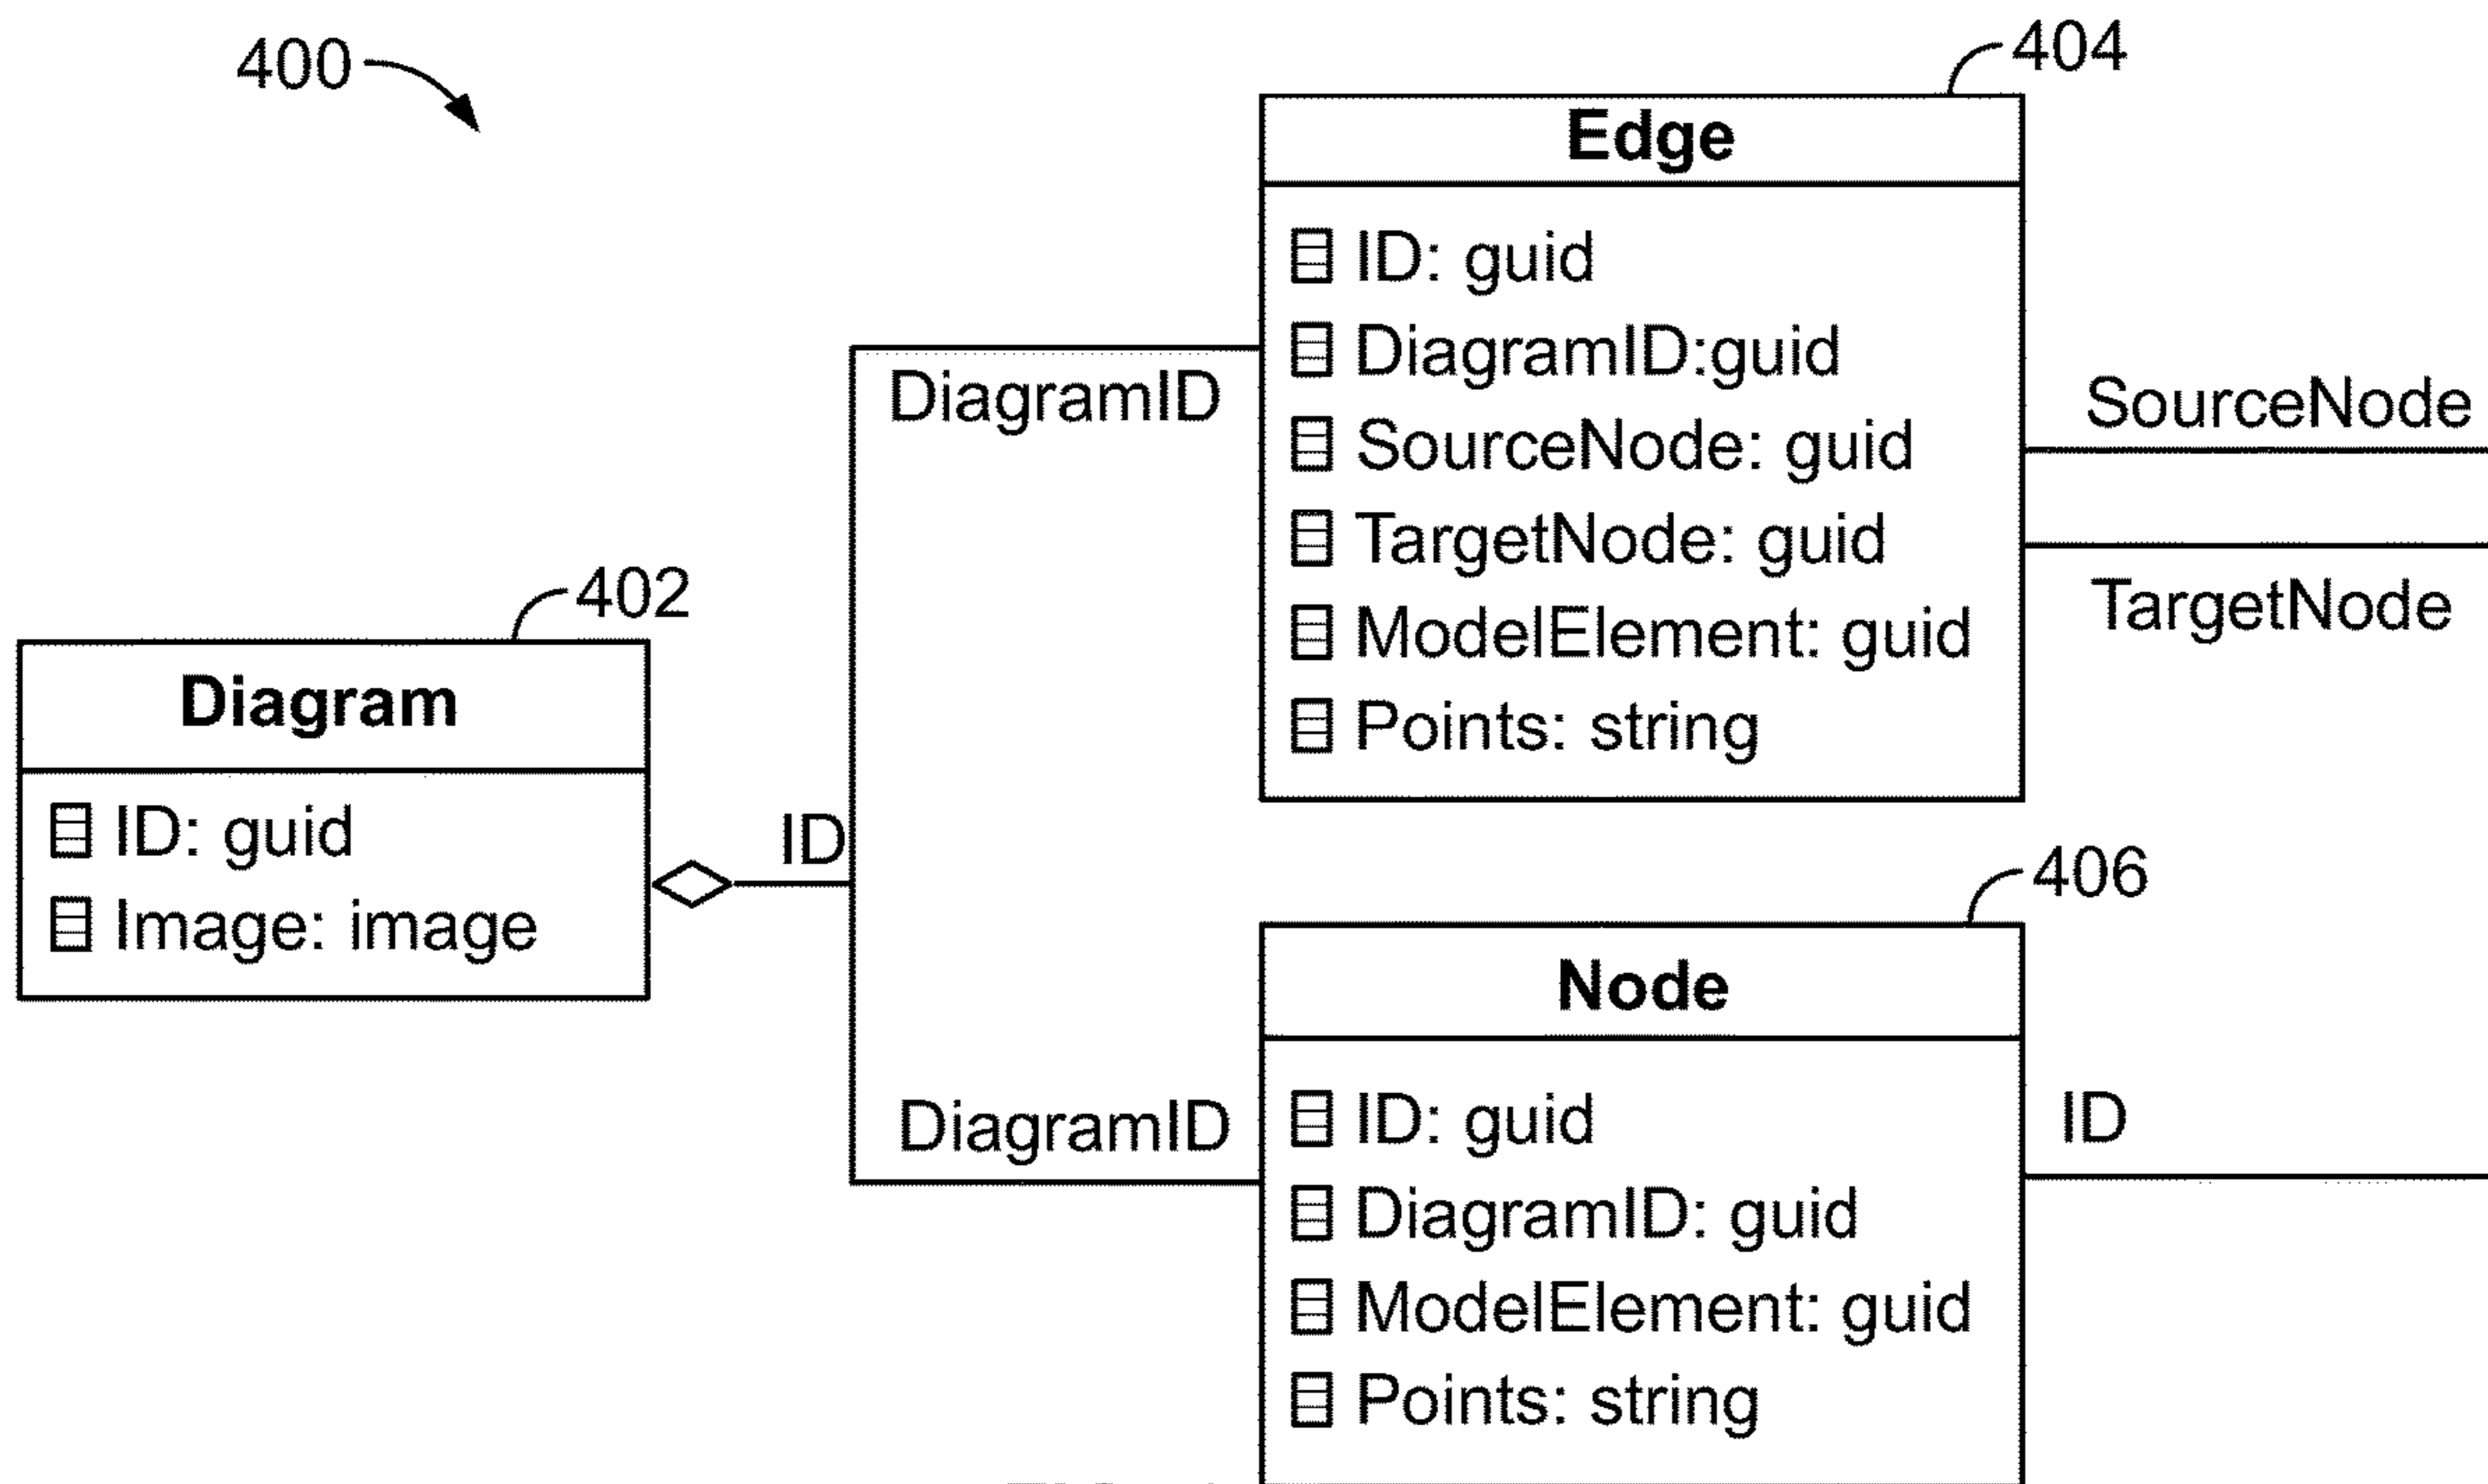 400
404
Edge
ID: guid
DiagramID:guid
SourceNode: guid
TargetNode: guid
ModelElement: guid
Points: string
DiagramID
SourceNode
TargetNode
402
Diagram
ID: guid
Image: image
ID
406
Node
ID: guid
DiagramID: guid
ModelElement: guid
Points: string
DiagramID
ID